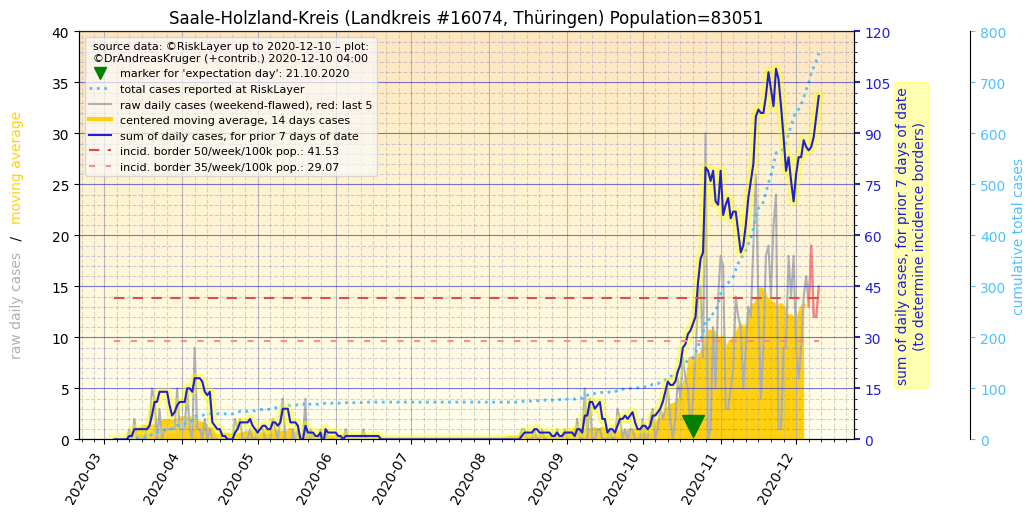 Saale-Holzland-Kreis (Landkreis #16074, Thüringen) Population=83051
source data: ©RiskLayer up to 2020-12-10 – plot:
©DrAndreasKruger (+contrib.) 2020-12-10 04:00
marker for 'expectation day': 21.10.2020
total cases reported at RiskLayer
raw daily cases (weekend-flawed), red: last 5
centered moving average, 14 days cases
sum of daily cases, for prior 7 days of date
incid. border 50/week/100k pop.: 41.53
incid. border 35/week/100k pop.: 29.07
raw daily cases / moving average
40
35
30
25
20
15
10
5
0
2020-03
2020-04
2020-05
2020-06
2020-07
2020-08
2020-09
2020-10
2020-11
2020-12
120
105
90
75
60
45
30
15
0
sum of daily cases, for prior 7 days of date
(to determine incidence borders)
800
700
600
500
400
300
200
100
0
cumulative total cases